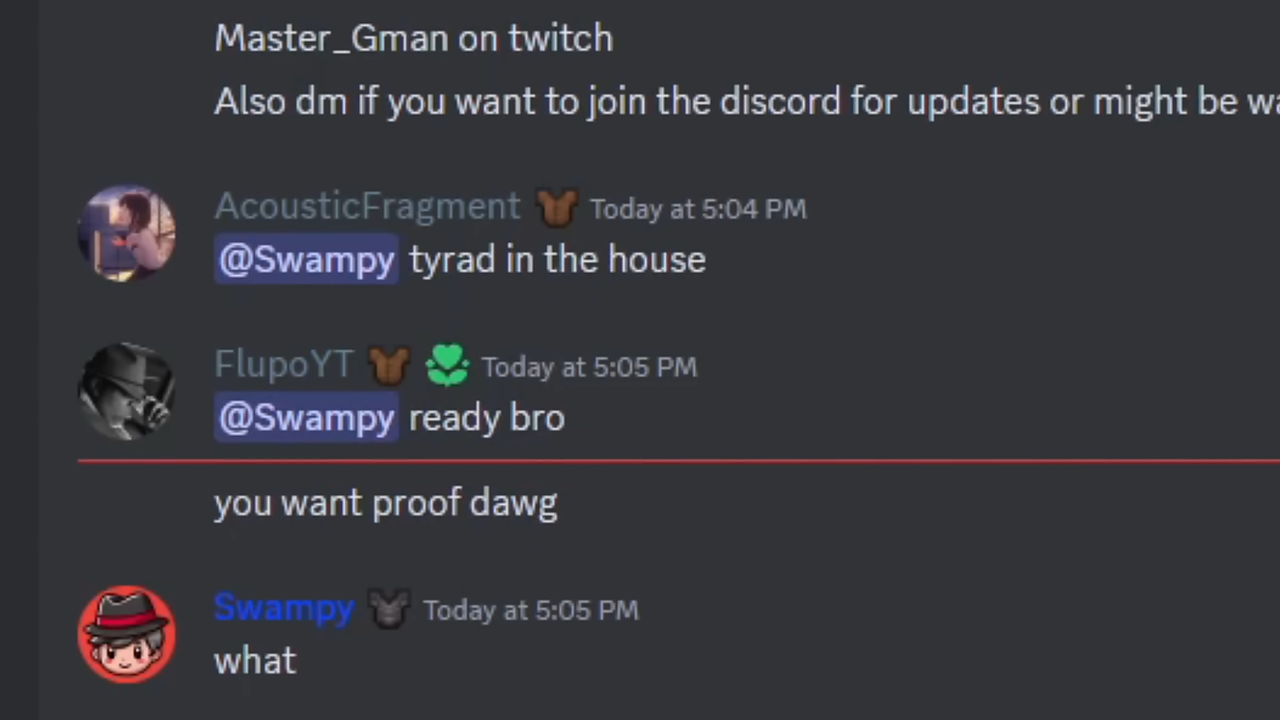 Master_Gman on twitch
Also dm if you want to join the discord for updates or might be
AcousticFragment Today at 5:04 PM
@Swampy tyrad in the house
FlupoYT Today at 5:05 PM
@Swampy ready bro
you want proof dawg
Swampy Today at 5:05 PM
what